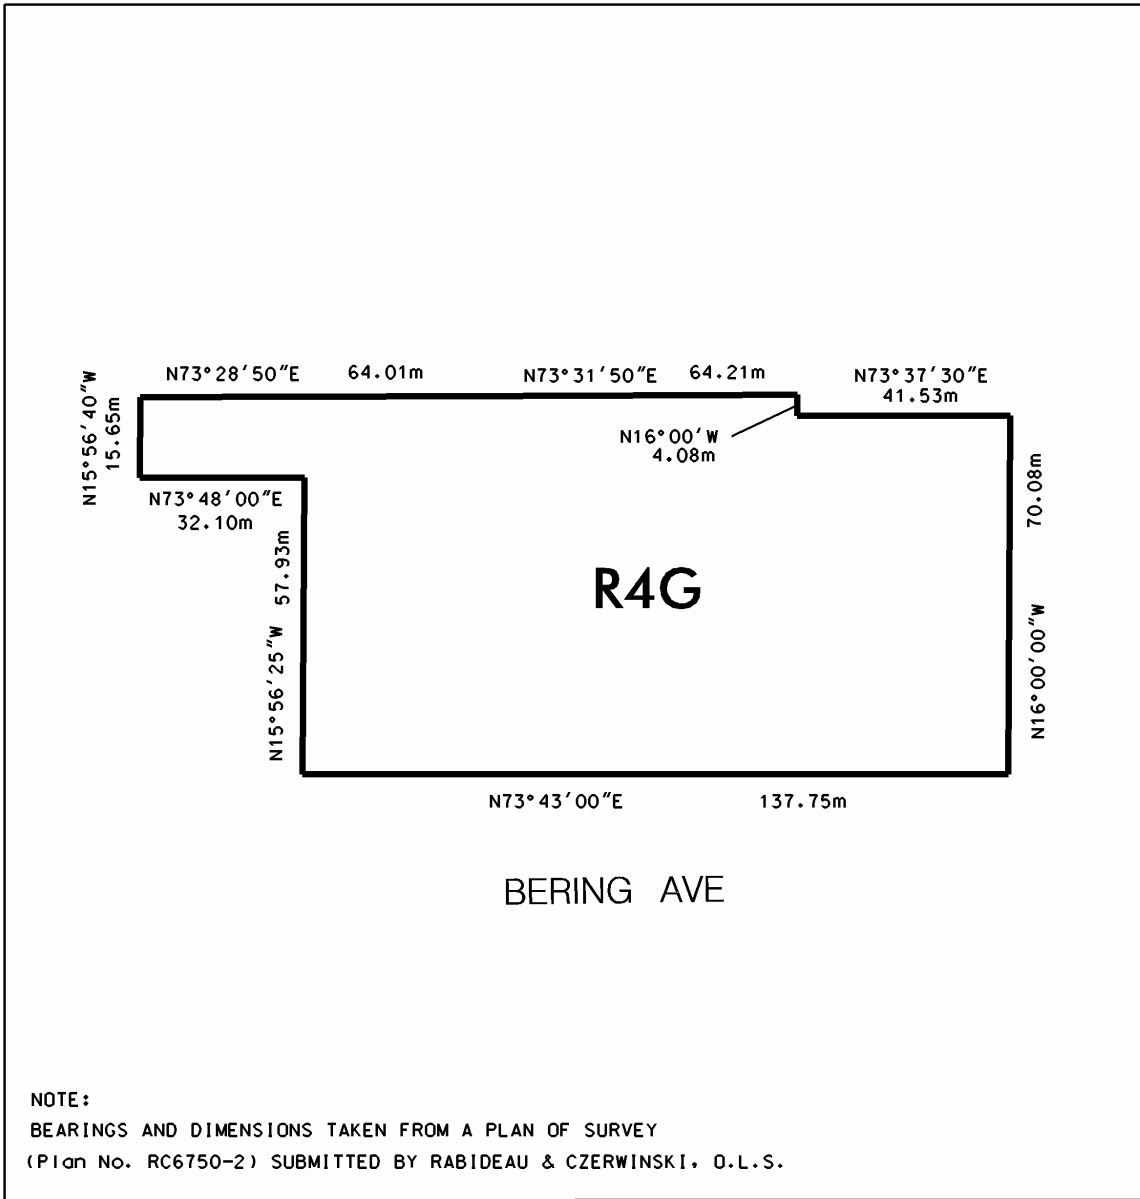 N73°28'50"E 64.01m N73°31'50"E 64.21m N73°37'30"E
41.53m
N15°56'40"W
15.65m
N16°00'W
4.08m
70.08m
N73°48'00"E
32.10m
57.93m
R4G
N15°56'25"W
N16°00'00"W
N73°43'00"E 137.75m
BERING AVE
NOTE:
BEARINGS AND DIMENSIONS TAKEN FROM A PLAN OF SURVEY
(Plan No. RC6750-2) SUBMITTED BY RABIDEAU & CZERWINSKI, O.L.S.